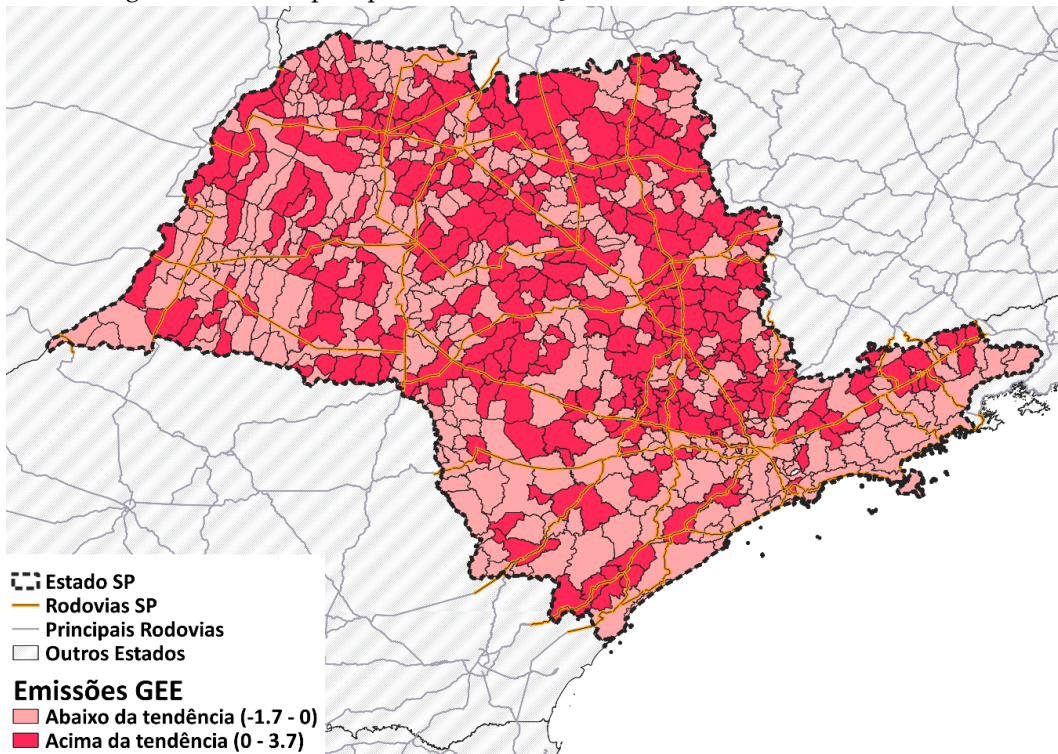 Estado SP
Rodovias SP
Principais Rodovias
Outros Estados
Emissões GEE
Abaixo da tendência (-1.7 - 0)
Acima da tendência (0 - 3.7)